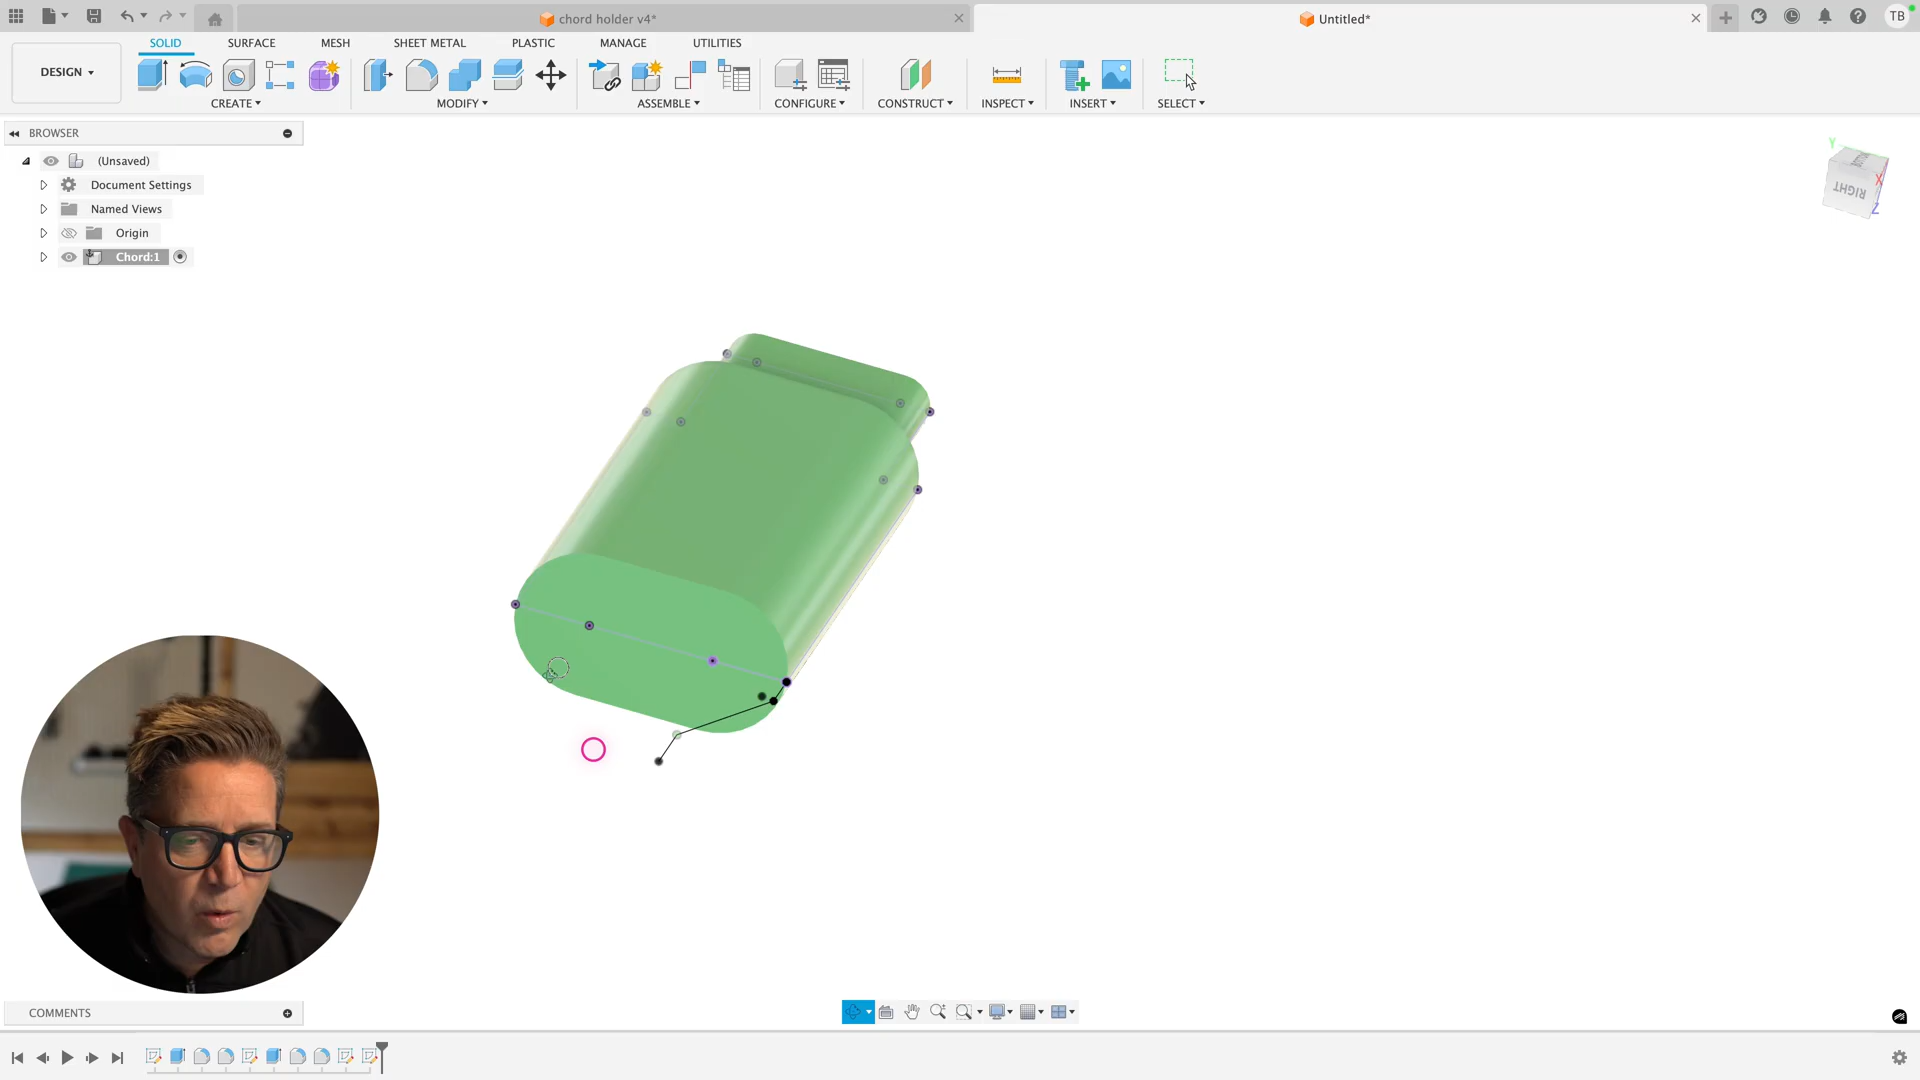 chord holder v4*
Untitled*
TB
DESIGN
SOLID
SURFACE
MESH
SHEET METAL
PLASTIC
MANAGE
UTILITIES
CREATE
MODIFY
ASSEMBLE
CONFIGURE
CONSTRUCT
INSPECT
INSERT
SELECT
BROWSER
(Unsaved)
Document Settings
Named Views
Origin
Chord:1
Y
RIGHT
X
Z
COMMENTS